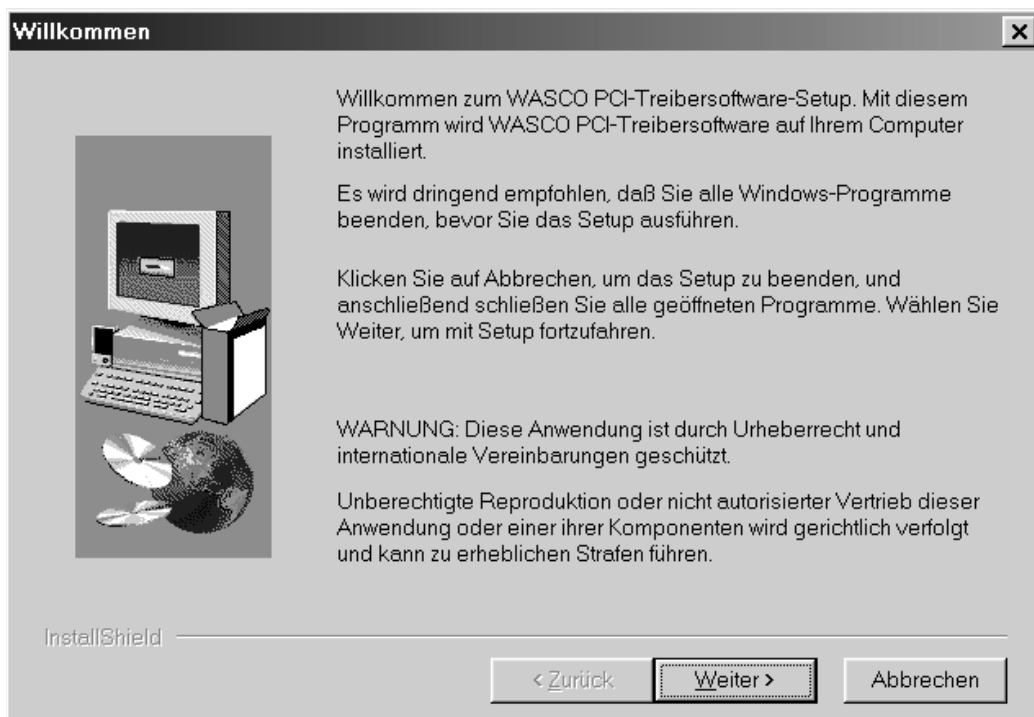 Willkommen
Willkommen zum WASCO PCI-Treibersoftware-Setup. Mit diesem
Programm wird WASCO PCI-Treibersoftware auf Ihrem Computer
installiert.
Es wird dringend empfohlen, daß Sie alle Windows-Programme
beenden, bevor Sie das Setup ausführen.
Klicken Sie auf Abbrechen, um das Setup zu beenden, und
anschließend schließen Sie alle geöffneten Programme. Wählen Sie
Weiter, um mit Setup fortzufahren.
WARNUNG: Diese Anwendung ist durch Urheberrecht und
internationale Vereinbarungen geschützt.
Unberechtigte Reproduktion oder nicht autorisierter Vertrieb dieser
Anwendung oder einer ihrer Komponenten wird gerichtlich verfolgt
und kann zu erheblichen Strafen führen.
InstallShield
< Zurück
Weiter >
Abbrechen